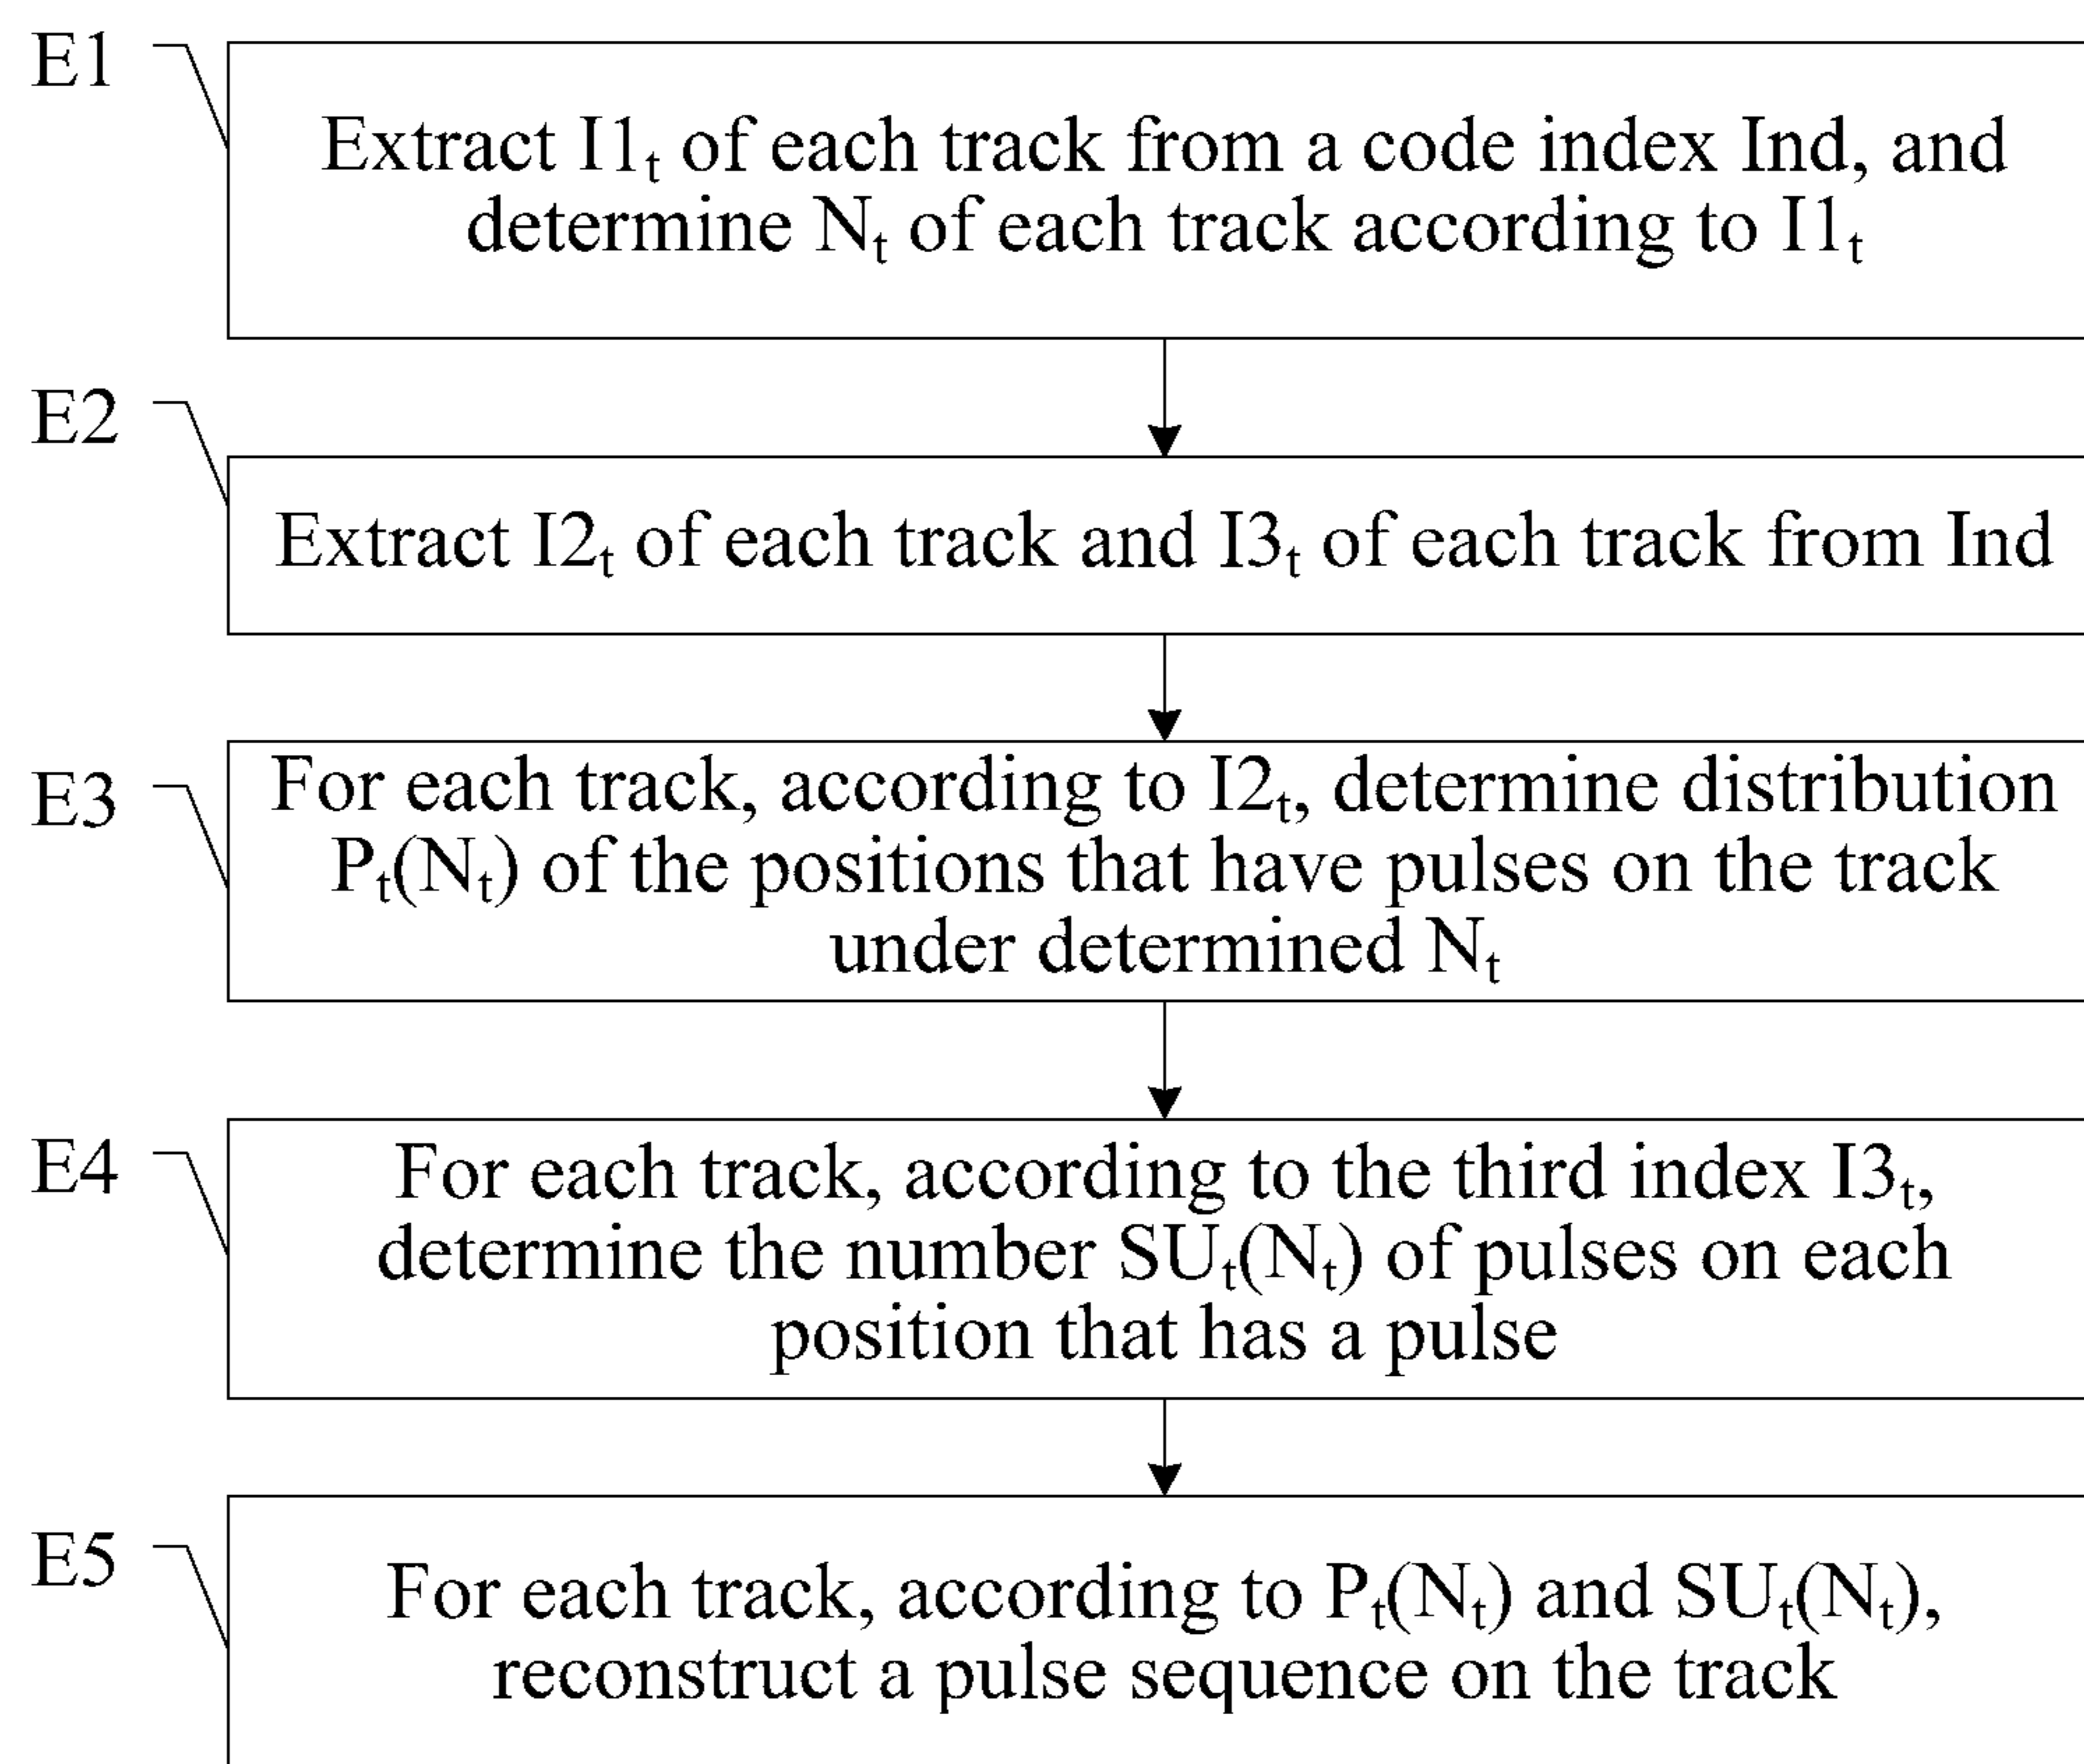 E1
Extract I1ₜ of each track from a code index Ind, and
determine Nₜ of each track according to I1ₜ
E2
Extract I2ₜ of each track and I3ₜ of each track from Ind
E3
For each track, according to I2ₜ, determine distribution
Pₜ(Nₜ) of the positions that have pulses on the track
under determined Nₜ
E4
For each track, according to the third index I3ₜ,
determine the number SUₜ(Nₜ) of pulses on each
position that has a pulse
E5
For each track, according to Pₜ(Nₜ) and SUₜ(Nₜ),
reconstruct a pulse sequence on the track